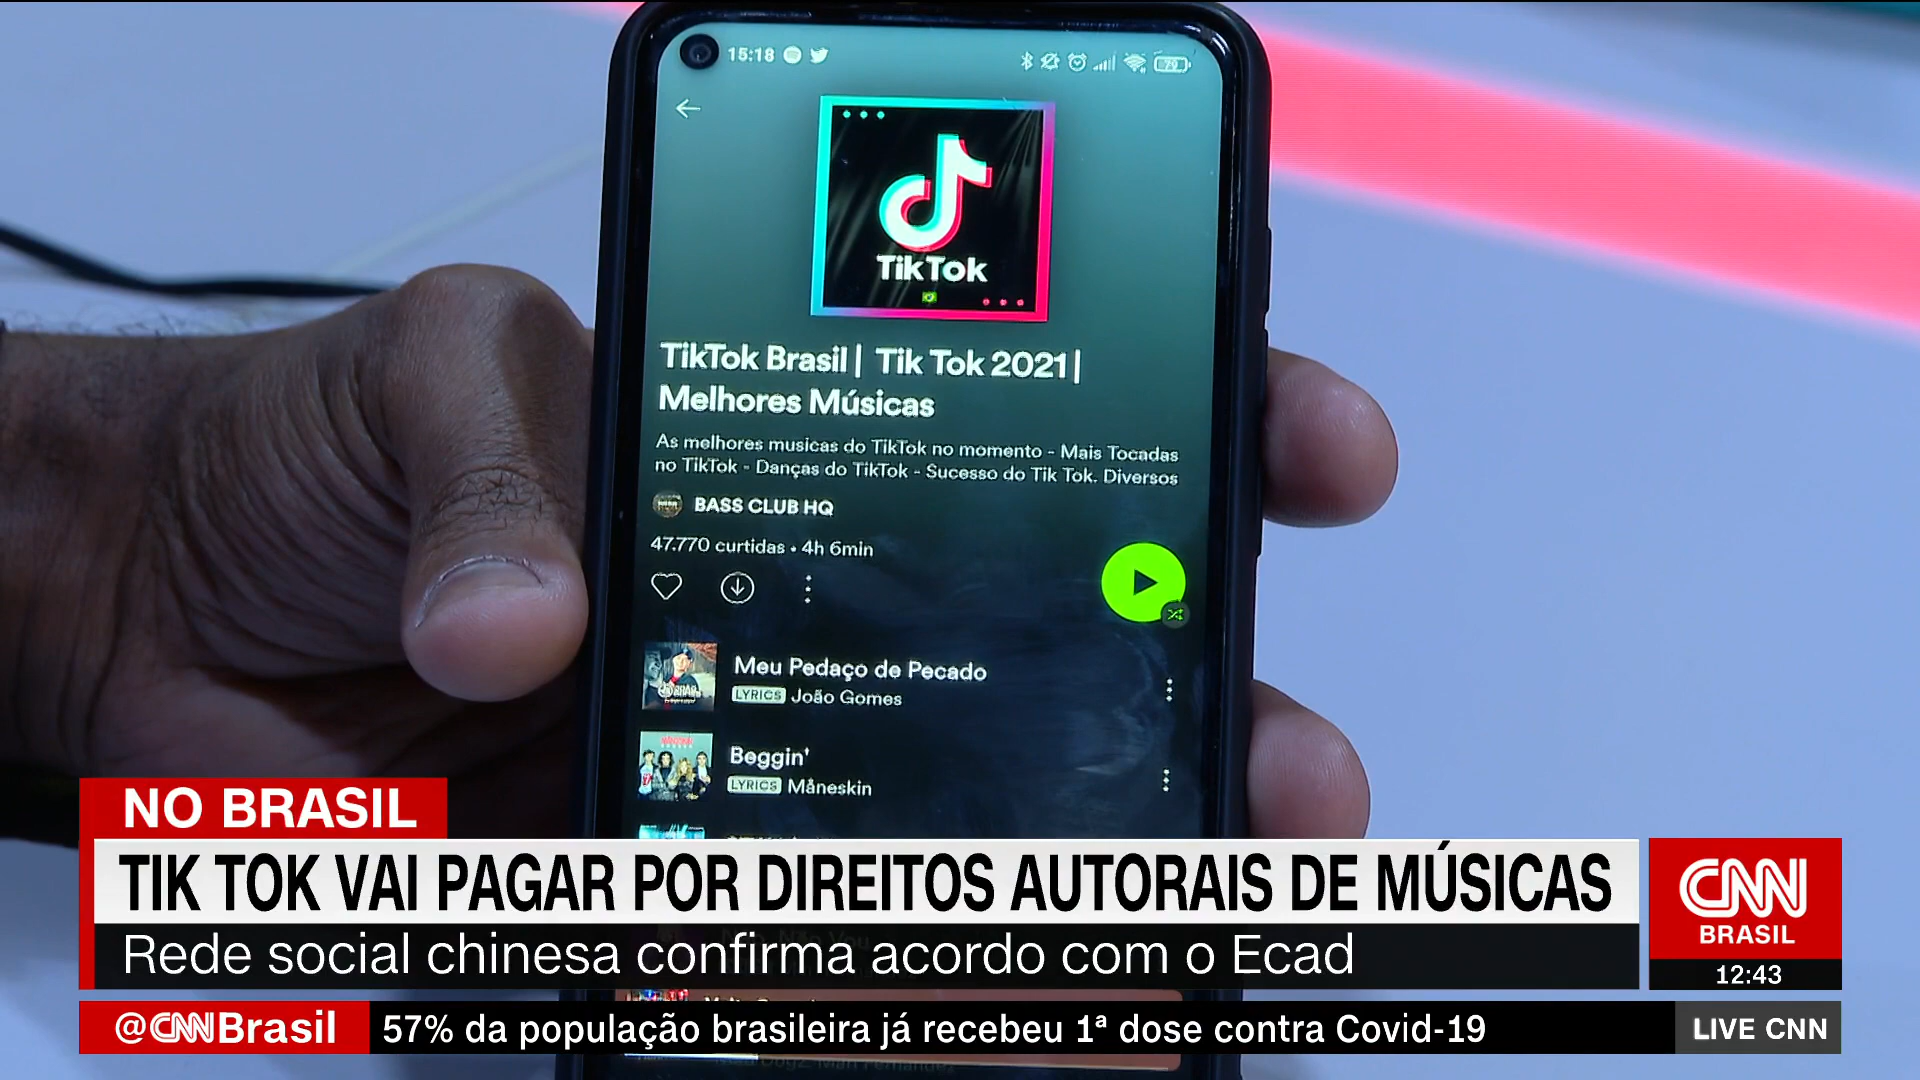 15:18
79
TikTok
TikTok Brasil | Tik Tok 2021 |
Melhores Músicas
As melhores musicas do TikTok no momento - Mais Tocadas
no TikTok - Danças do TikTok - Sucesso do Tik Tok. Diversos
BASS CLUB HQ
47.770 curtidas • 4h 6min
Meu Pedaço de Pecado
LYRICS João Gomes
Beggin'
LYRICS Måneskin
NO BRASIL
TIK TOK VAI PAGAR POR DIREITOS AUTORAIS DE MÚSICAS
Rede social chinesa confirma acordo com o Ecad
CNN
BRASIL
12:43
@CNNBrasil
57% da população brasileira já recebeu 1ª dose contra Covid-19
LIVE CNN